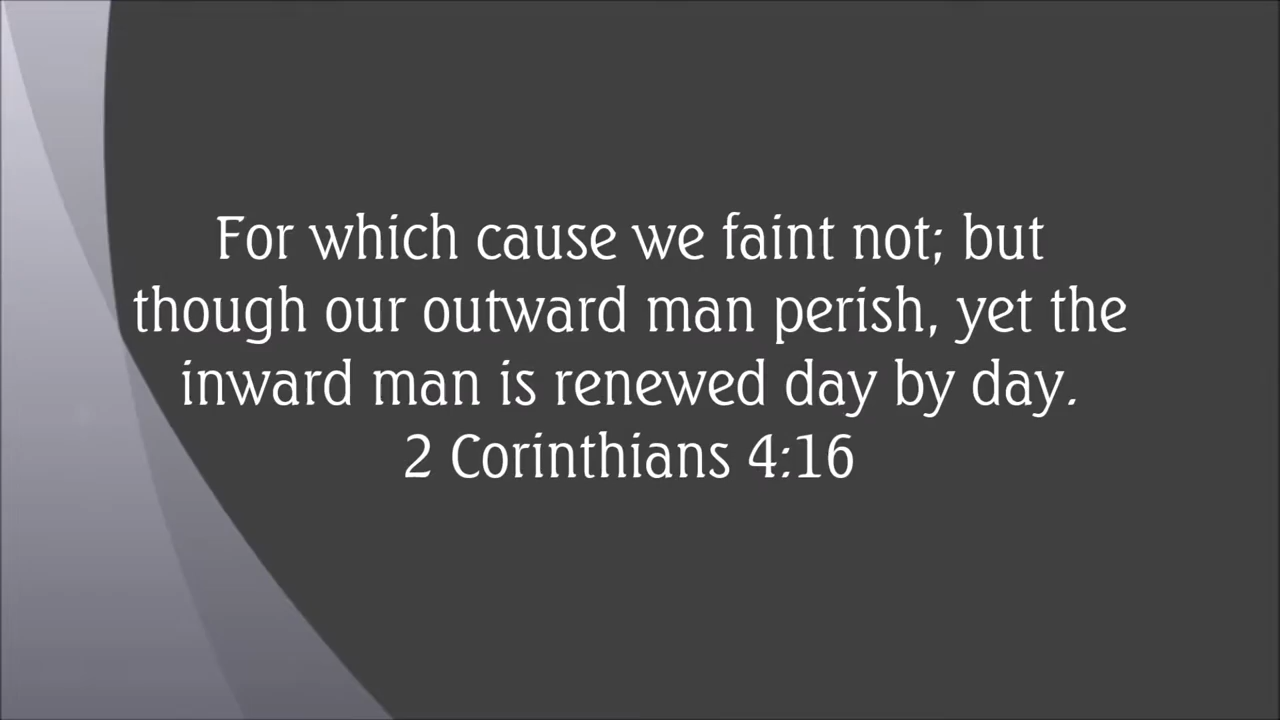 For which cause we faint not; but
though our outward man perish, yet the
inward man is renewed day by day.
2 Corinthians 4:16